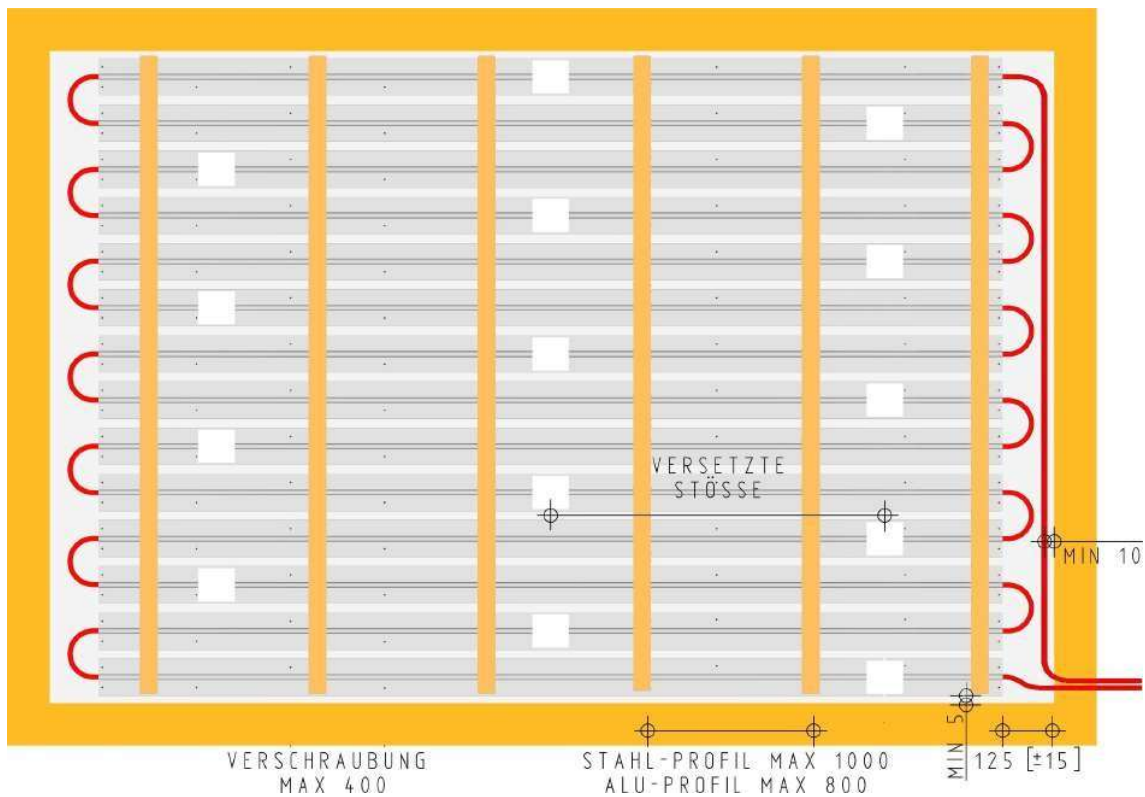 VERSETZTE
STÖSSE
MIN 10
VERSCHRAUBUNG
MAX 400
STAHL-PROFIL MAX 1000
ALU-PROFIL MAX 800
MIN 5
125 [±15]